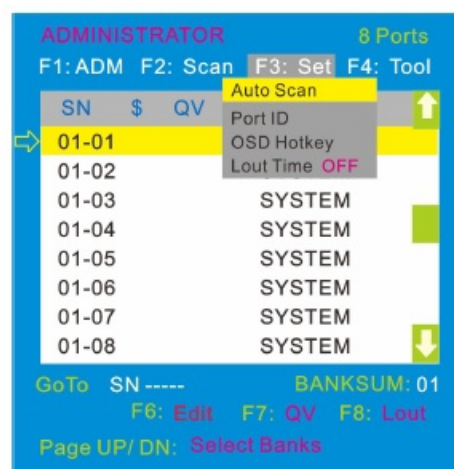 ADMINISTRATOR 8 Ports
F1: ADM F2: Scan F3: Set F4: Tool
SN $ QV
Auto Scan
Port ID
OSD Hotkey
Lout Time OFF
01-01
01-02
01-03 SYSTEM
01-04 SYSTEM
01-05 SYSTEM
01-06 SYSTEM
01-07 SYSTEM
01-08 SYSTEM
GoTo SN ----- BANKSUM: 01
F6: Edit F7: QV F8: Lout
Page UP/ DN: Select Banks